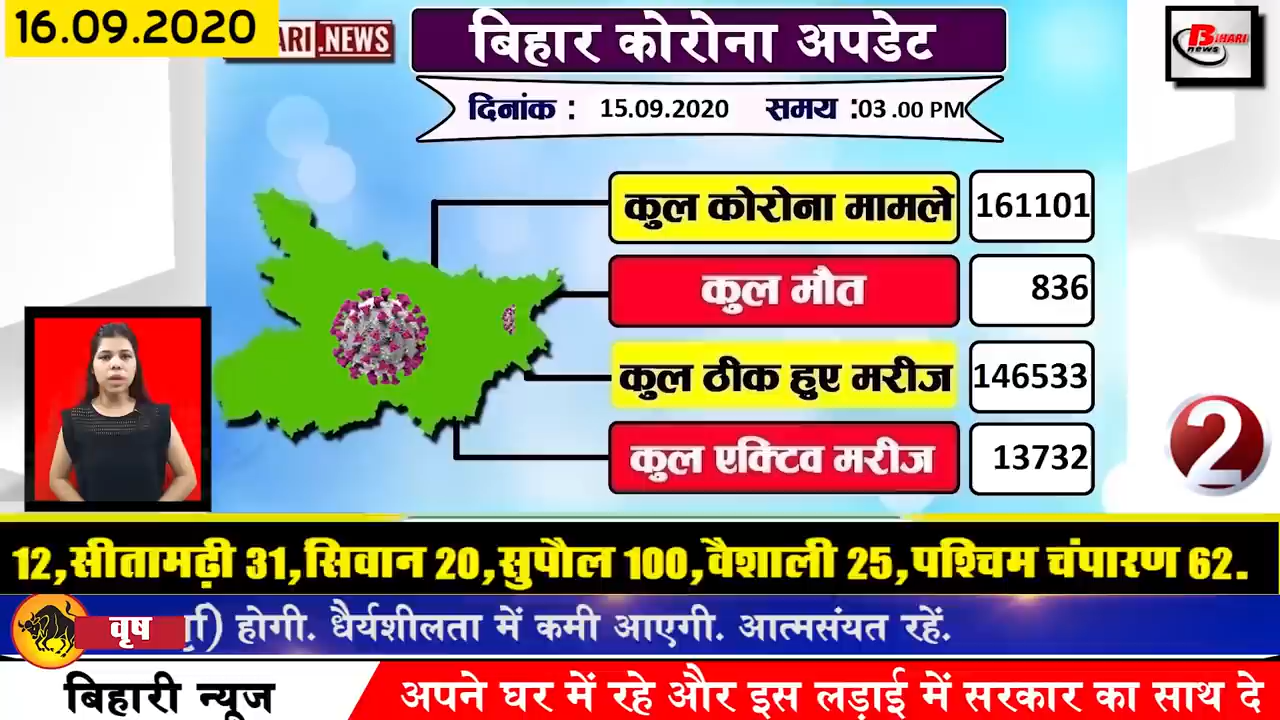 16.09.2020
ARI.NEWS
बिहार कोरोना अपडेट
BIHARI
news
दिनांक : 15.09.2020 समय :03 .00 PM
कुल कोरोना मामले 161101
कुल मौत 836
कुल ठीक हुए मरीज 146533
कुल एक्टिव मरीज 13732
2
12,सीतामढ़ी 31,सिवान 20,सुपौल 100,वैशाली 25,पश्चिम चंपारण 62.
वृष होगी. धैर्यशीलता में कमी आएगी. आत्मसंयत रहें.
बिहारी न्यूज अपने घर में रहे और इस लड़ाई में सरकार का साथ दे